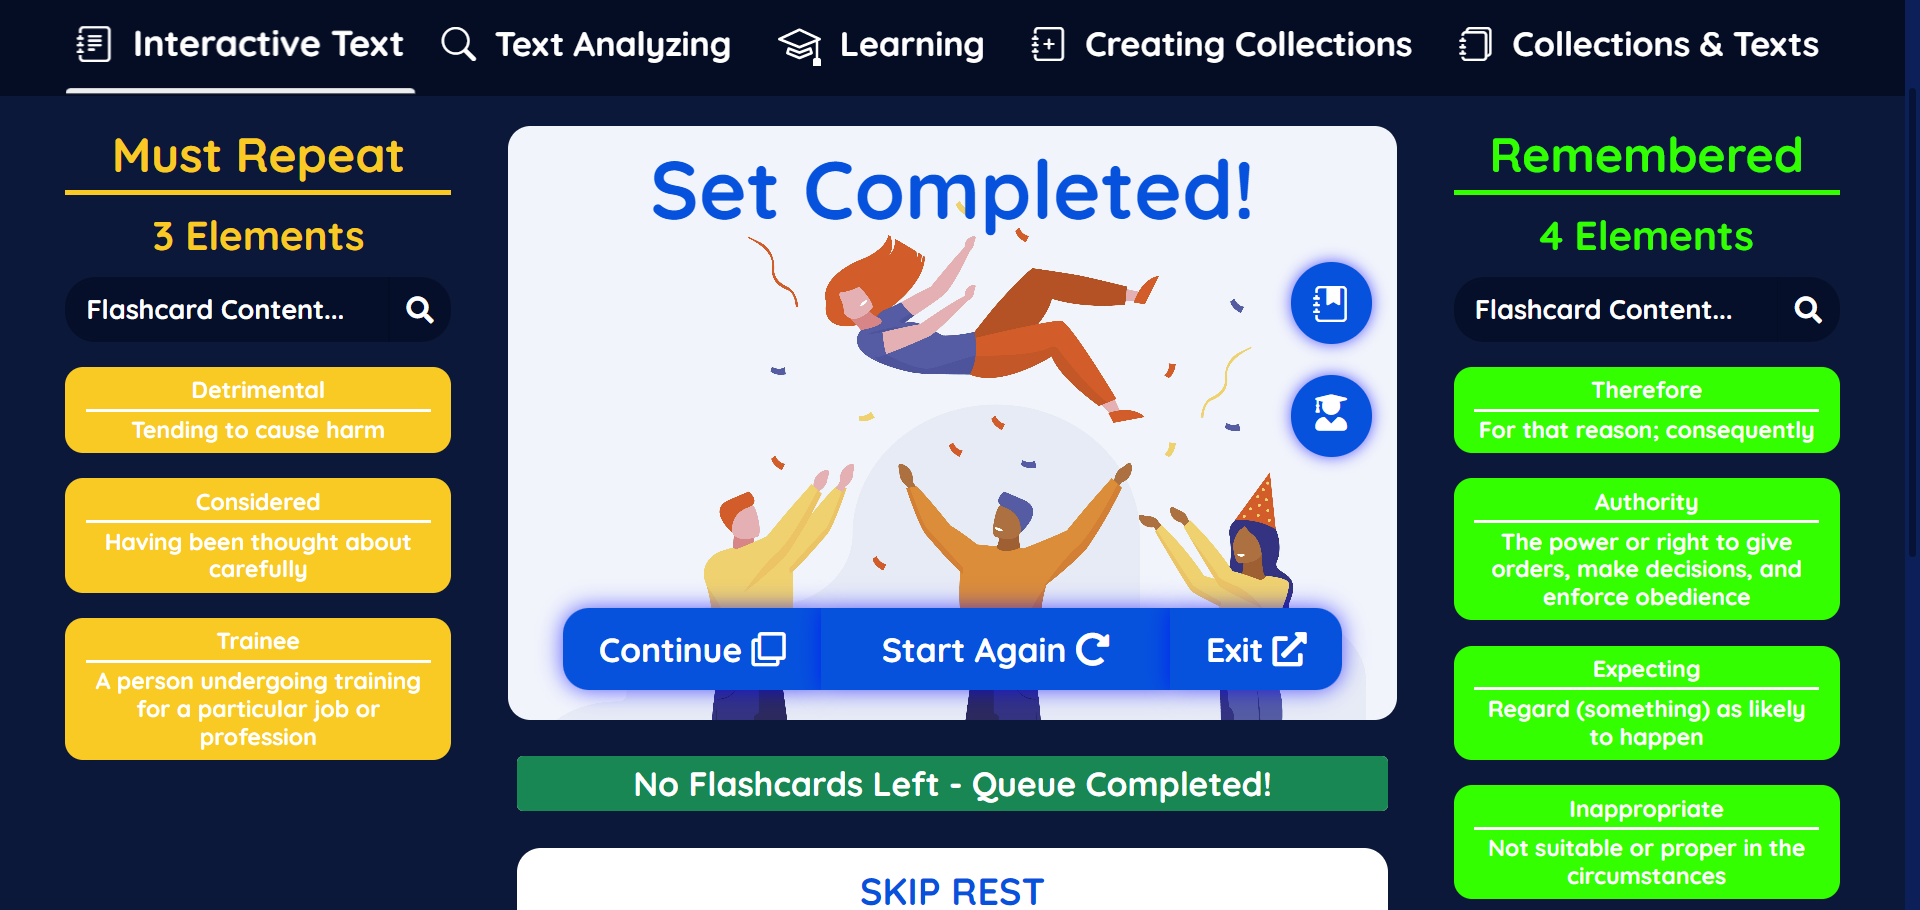 Interactive Text
Text Analyzing
Learning
Creating Collections
Collections & Texts
Must Repeat
3 Elements
Flashcard Content...
Detrimental
Tending to cause harm
Considered
Having been thought about
carefully
Trainee
A person undergoing training
for a particular job or
profession
Set Completed!
Continue
Start Again
Exit
No Flashcards Left - Queue Completed!
SKIP REST
Remembered
4 Elements
Flashcard Content...
Therefore
For that reason; consequently
Authority
The power or right to give
orders, make decisions, and
enforce obedience
Expecting
Regard (something) as likely
to happen
Inappropriate
Not suitable or proper in the
circumstances